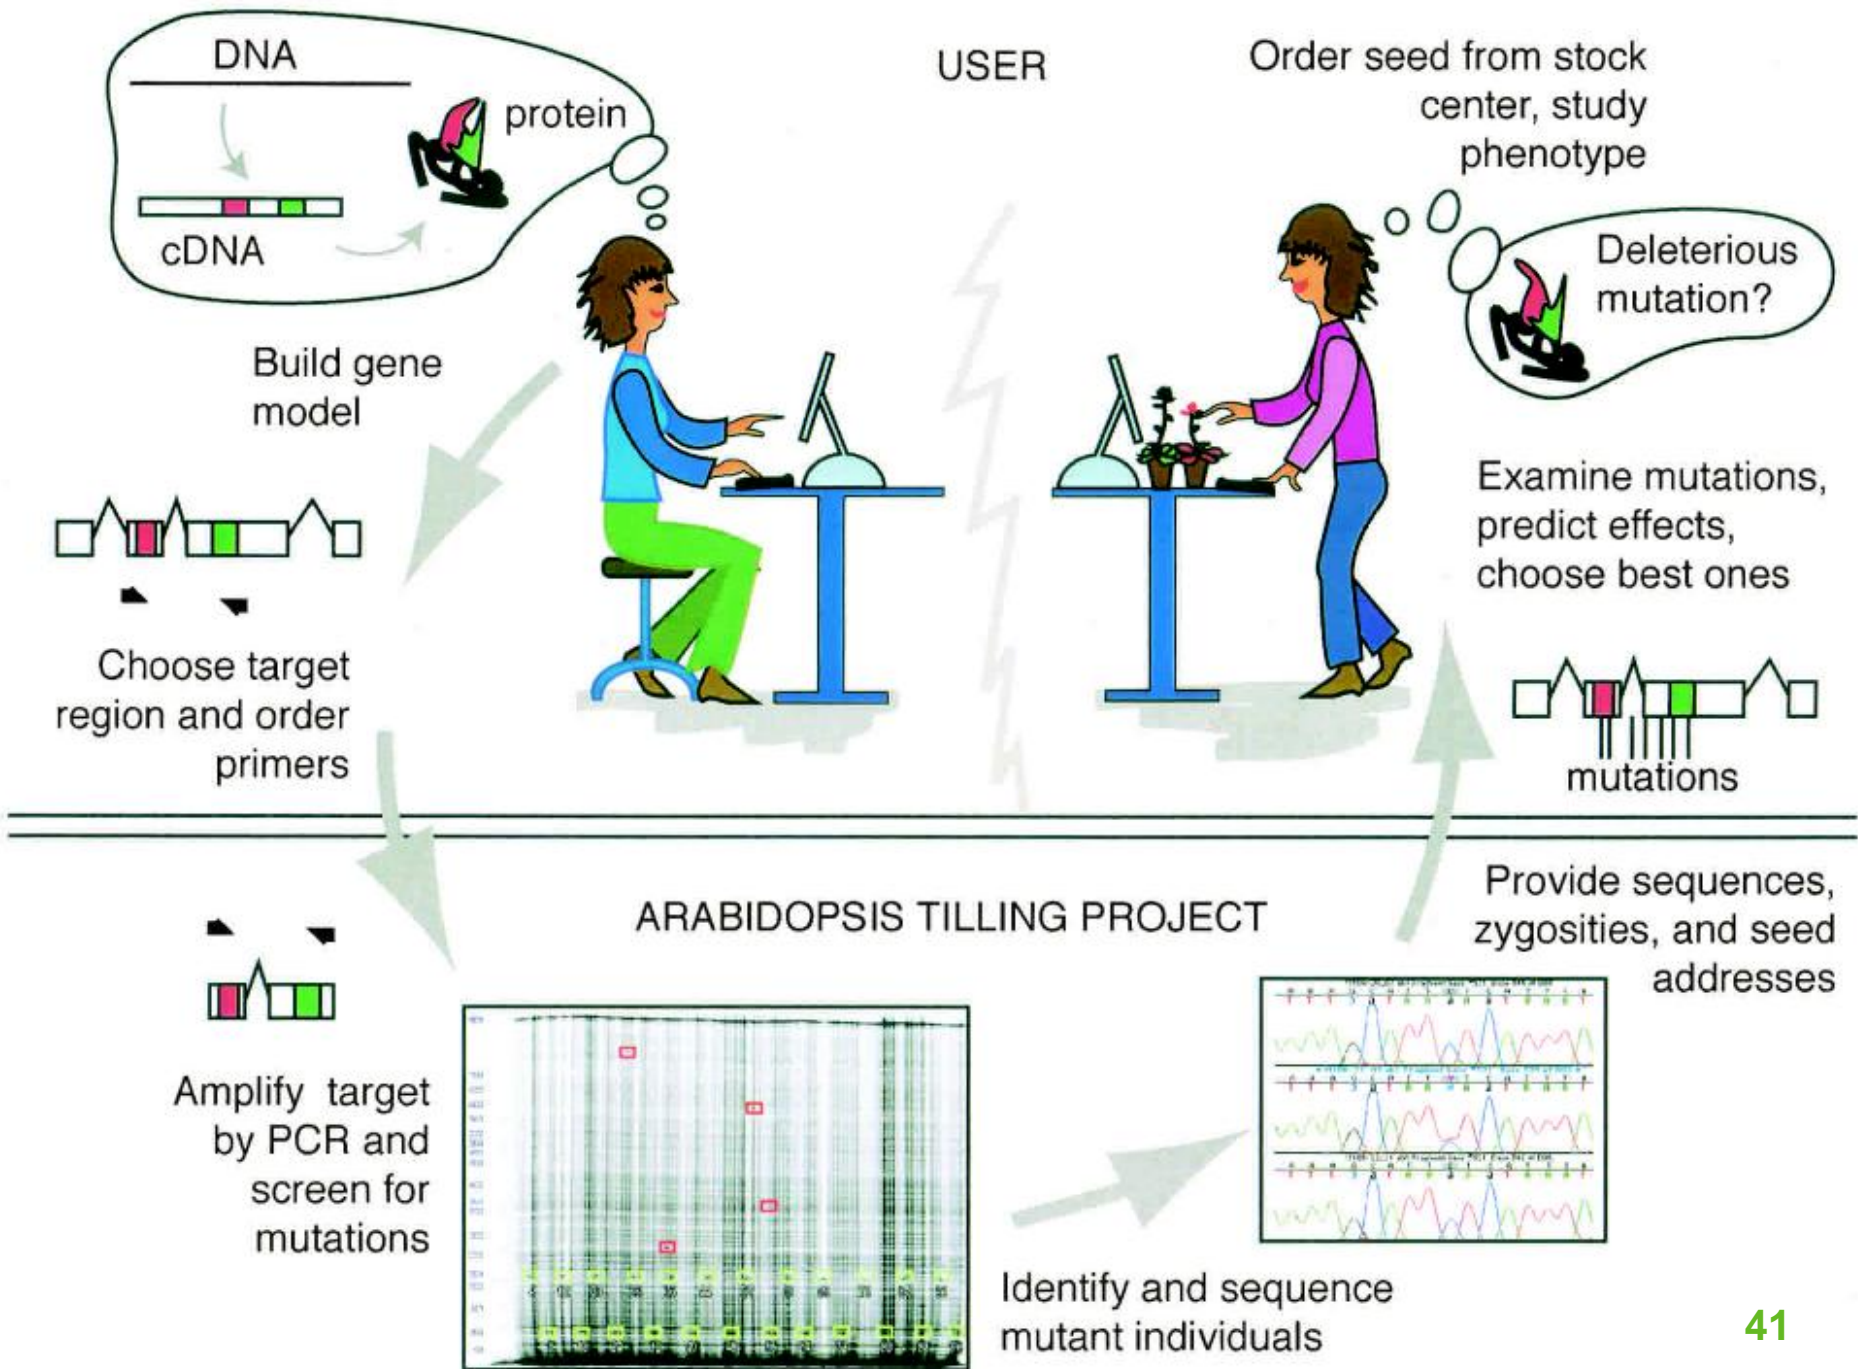 DNA
protein
cDNA
USER
Order seed from stock
center, study
phenotype
Deleterious
mutation?
Build gene
model
Choose target
region and order
primers
Examine mutations,
predict effects,
choose best ones
mutations
ARABIDOPSIS TILLING PROJECT
Provide sequences,
zygosities, and seed
addresses
Amplify target
by PCR and
screen for
mutations
Identify and sequence
mutant individuals
41